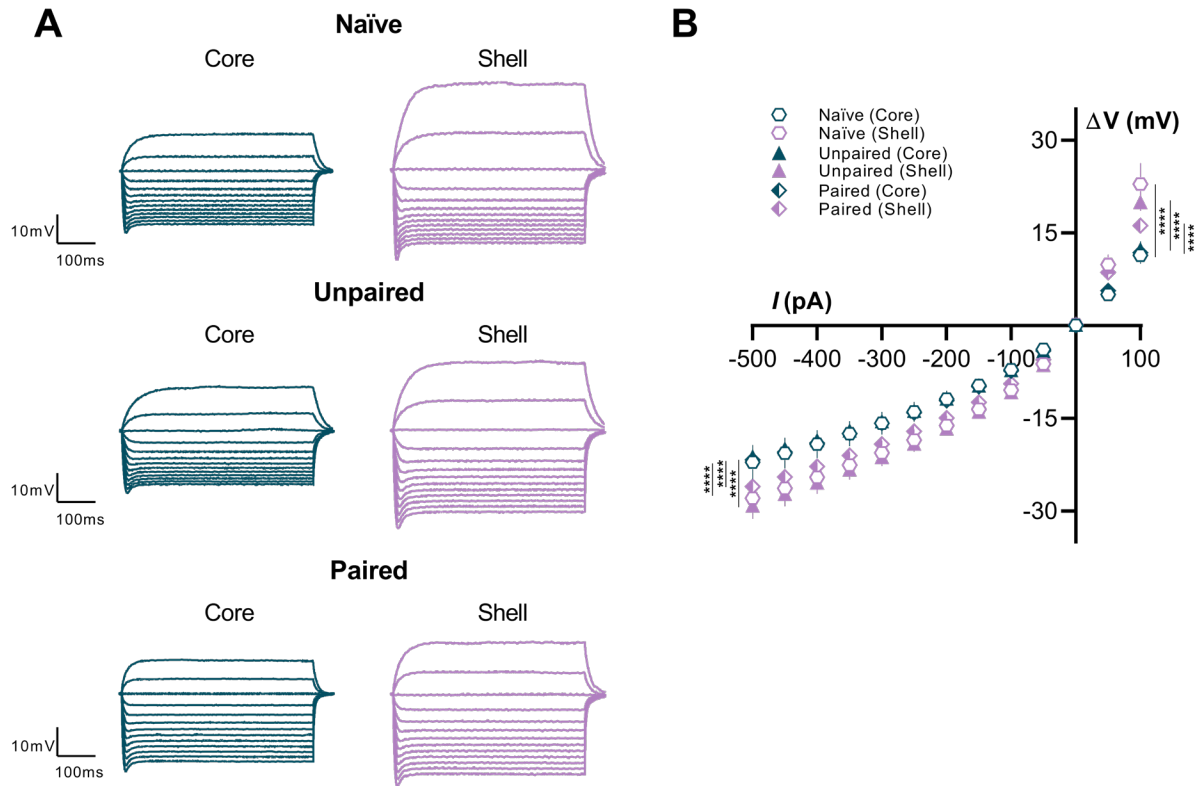 A
Naïve
Core
Shell
10mV
100ms
Unpaired
Core
Shell
10mV
100ms
Paired
Core
Shell
10mV
100ms
B
Naïve (Core)
Naïve (Shell)
Unpaired (Core)
Unpaired (Shell)
Paired (Core)
Paired (Shell)
ΔV (mV)
30
15
****
****
****
I (pA)
-500 -400 -300 -200 -100 100
-15
-30
****
****
****